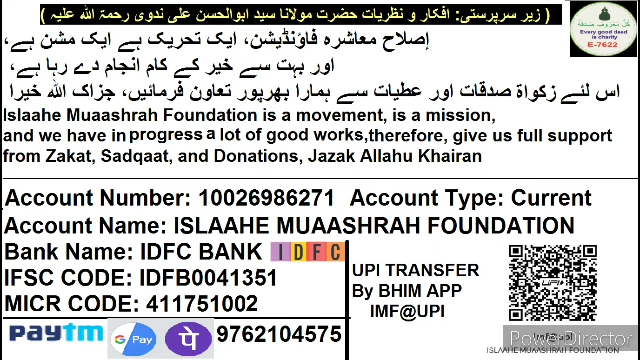 ( زیر سرپرستی: افکار و نظریات حضرت مولانا سید ابوالحسن علی ندوی رحمۃ اللہ علیہ )
Every good deed is charity
E-7622
إصلاح معاشرہ فاؤنڈیشن، ایک تحریک ہے ایک مشن ہے،
اور بہت سے خیر کے کام انجام دے رہا ہے،
اس لئے زکواة صدقات اور عطیات سے ہمارا بھرپور تعاون فرمائیں، جزاک اللہ خیرا
Islaahe Muaashrah Foundation is a movement, is a mission,
and we have in progress a lot of good works,therefore, give us full support
from Zakat, Sadqaat, and Donations, Jazak Allahu Khairan
Account Number: 10026986271 Account Type: Current
Account Name: ISLAAHE MUAASHRAH FOUNDATION
Bank Name: IDFC BANK IDFC
IFSC CODE: IDFB0041351
MICR CODE: 411751002
UPI TRANSFER
By BHIM APP
IMF@UPI
paytm G Pay पे 9762104575
imf@upi
PowerDirector
ISLAAHE MUAASHRAH FOUNDATION